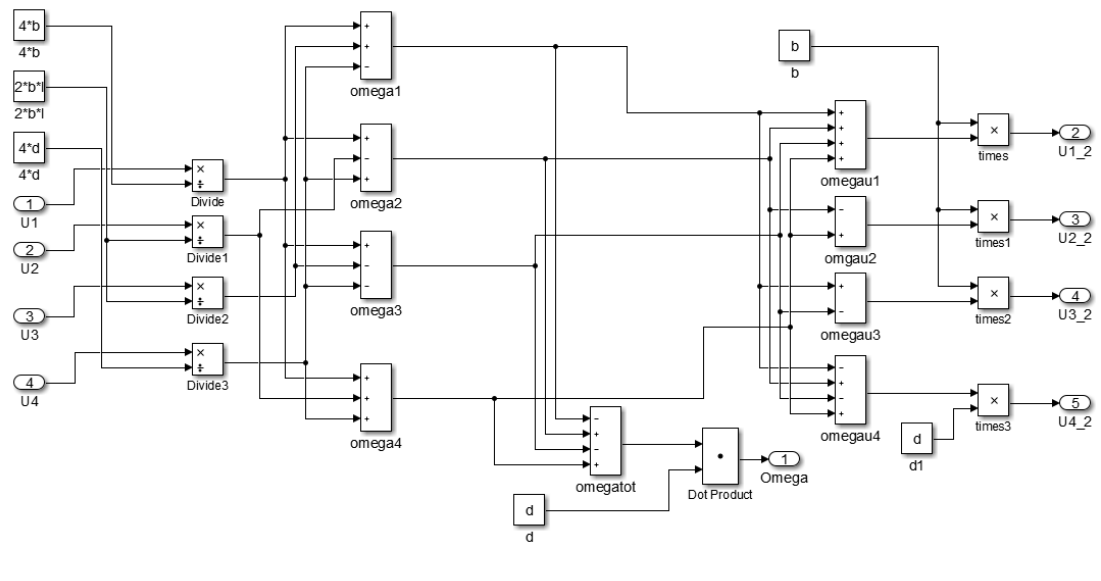 4*b
4*b
2*b*l
2*b*l
4*d
4*d
1
U1
2
U2
3
U3
4
U4
×
÷
Divide
×
÷
Divide1
×
÷
Divide2
×
÷
Divide3
+
+
−
omega1
+
−
+
omega2
+
−
−
omega3
+
+
+
omega4
−
+
−
+
omegatot
d
d
Dot Product
1
Omega
b
b
+
+
+
+
omegau1
−
+
omgau2
+
−
omegau3
−
+
−
+
omegau4
d
d1
×
times
×
times1
×
times2
×
times3
2
U1_2
3
U2_2
4
U3_2
5
U4_2